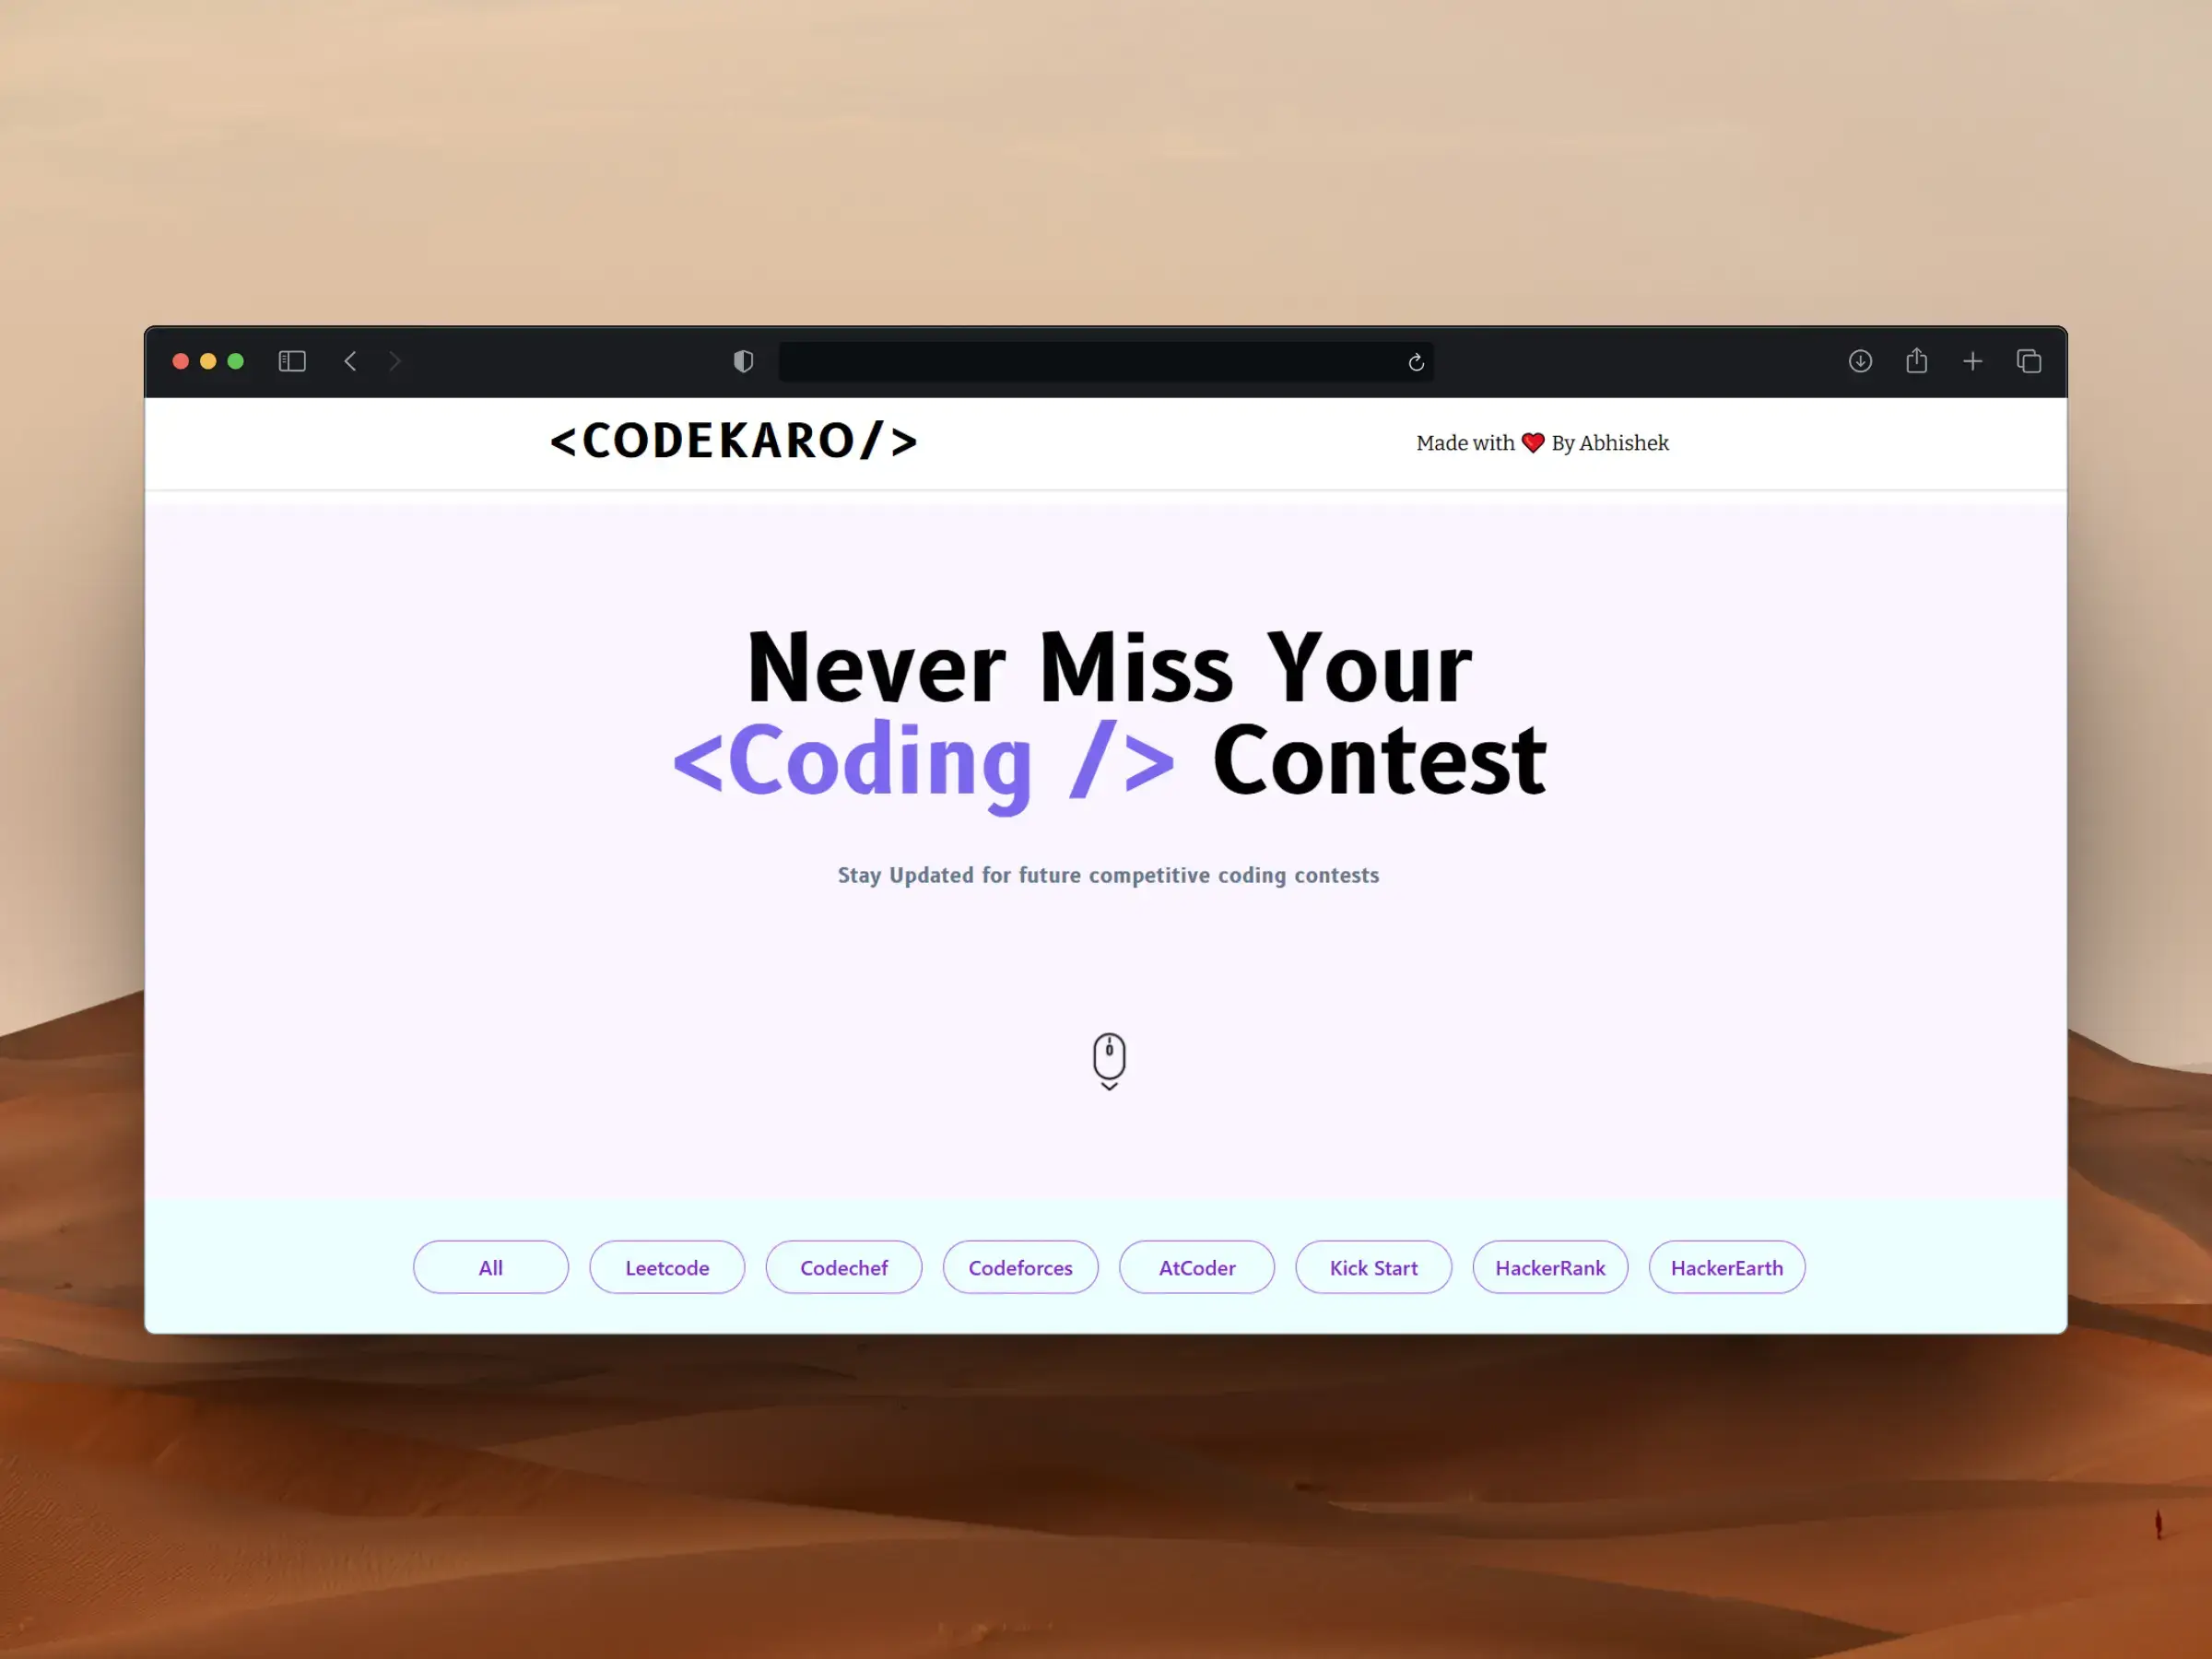 <CODEKARO/>
Made with ❤️ By Abhishek
Never Miss Your
<Coding /> Contest
Stay Updated for future competitive coding contests
All
Leetcode
Codechef
Codeforces
AtCoder
Kick Start
HackerRank
HackerEarth